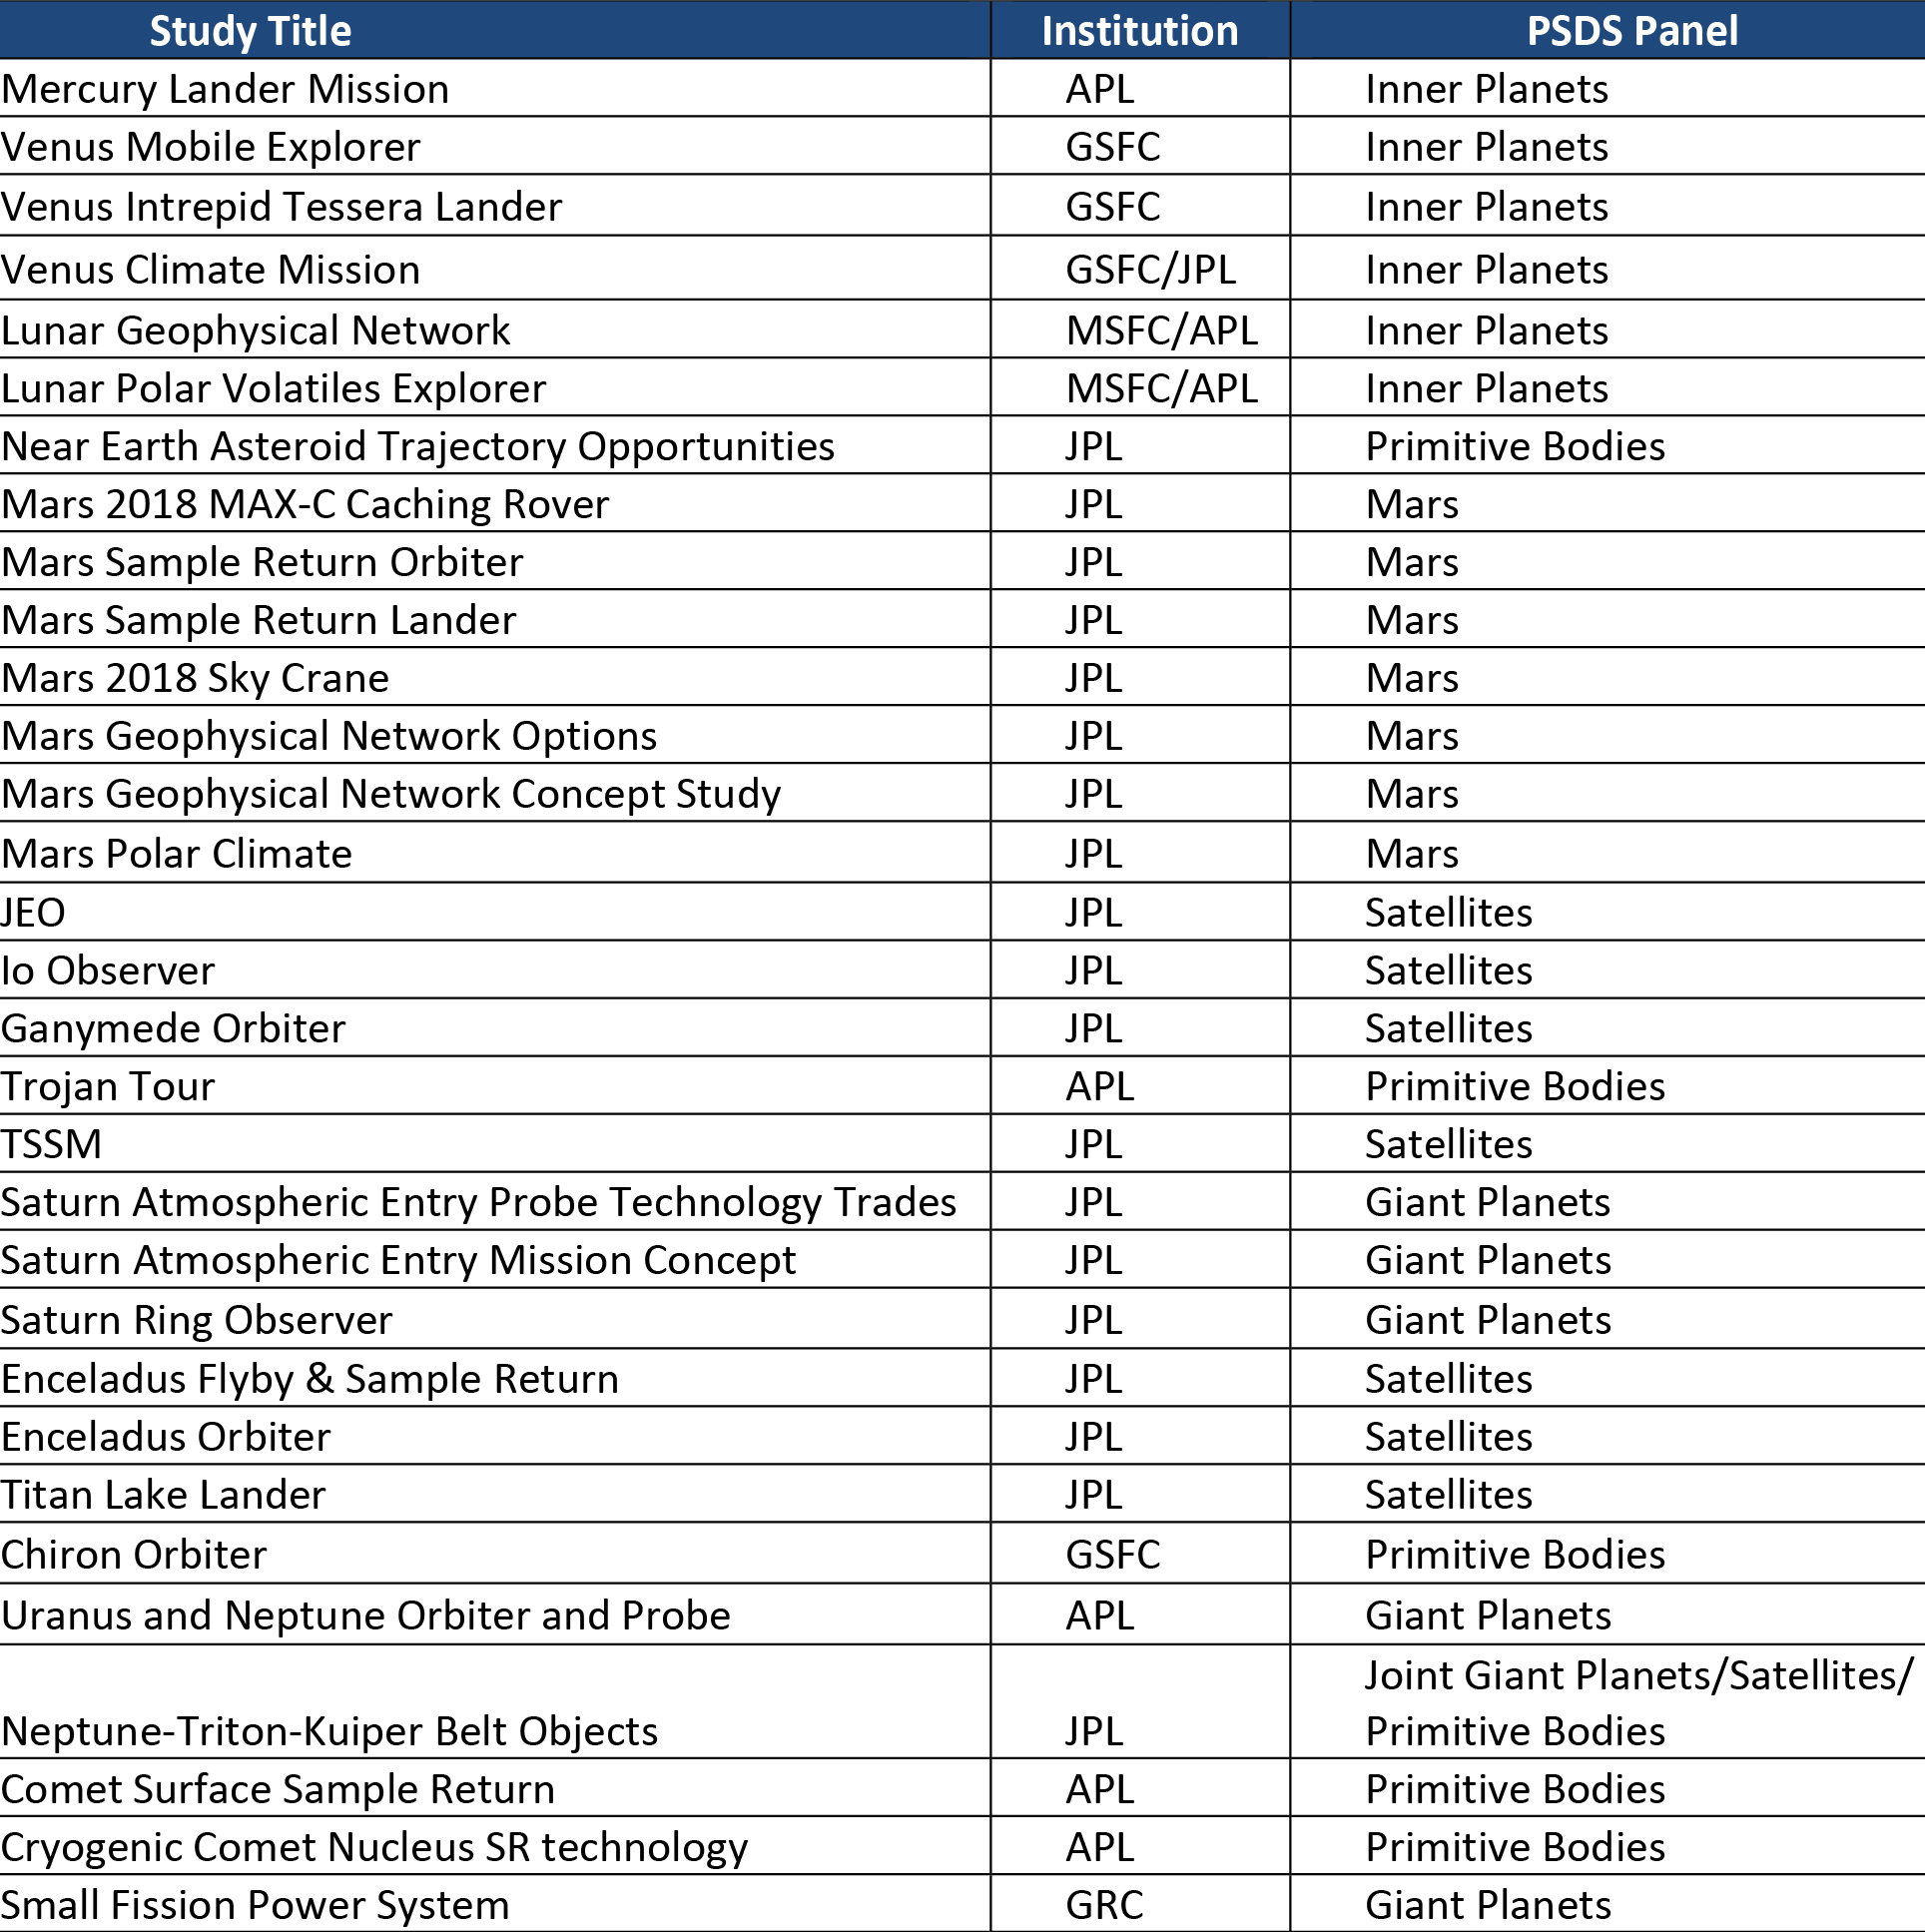 Study Title Institution PSDS Panel
Mercury Lander Mission APL Inner Planets
Venus Mobile Explorer GSFC Inner Planets
Venus Intrepid Tessera Lander GSFC Inner Planets
Venus Climate Mission GSFC/JPL Inner Planets
Lunar Geophysical Network MSFC/APL Inner Planets
Lunar Polar Volatiles Explorer MSFC/APL Inner Planets
Near Earth Asteroid Trajectory Opportunities JPL Primitive Bodies
Mars 2018 MAX-C Caching Rover JPL Mars
Mars Sample Return Orbiter JPL Mars
Mars Sample Return Lander JPL Mars
Mars 2018 Sky Crane JPL Mars
Mars Geophysical Network Options JPL Mars
Mars Geophysical Network Concept Study JPL Mars
Mars Polar Climate JPL Mars
JEO JPL Satellites
Io Observer JPL Satellites
Ganymede Orbiter JPL Satellites
Trojan Tour APL Primitive Bodies
TSSM JPL Satellites
Saturn Atmospheric Entry Probe Technology Trades JPL Giant Planets
Saturn Atmospheric Entry Mission Concept JPL Giant Planets
Saturn Ring Observer JPL Giant Planets
Enceladus Flyby & Sample Return JPL Satellites
Enceladus Orbiter JPL Satellites
Titan Lake Lander JPL Satellites
Chiron Orbiter GSFC Primitive Bodies
Uranus and Neptune Orbiter and Probe APL Giant Planets
Joint Giant Planets/Satellites/
Neptune-Triton-Kuiper Belt Objects JPL Primitive Bodies
Comet Surface Sample Return APL Primitive Bodies
Cryogenic Comet Nucleus SR technology APL Primitive Bodies
Small Fission Power System GRC Giant Planets